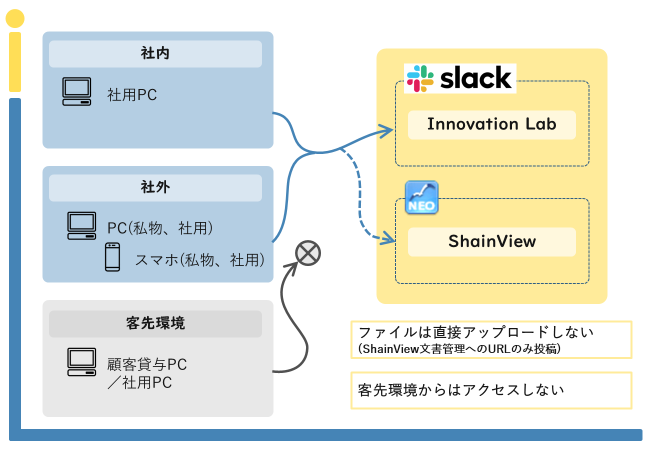 社内
社用PC
社外
PC(私物、社用)
スマホ(私物、社用)
客先環境
顧客貸与PC
／社用PC
slack
Innovation Lab
NEO
ShainView
ファイルは直接アップロードしない
(ShainView文書管理へのURLのみ投稿)
客先環境からはアクセスしない